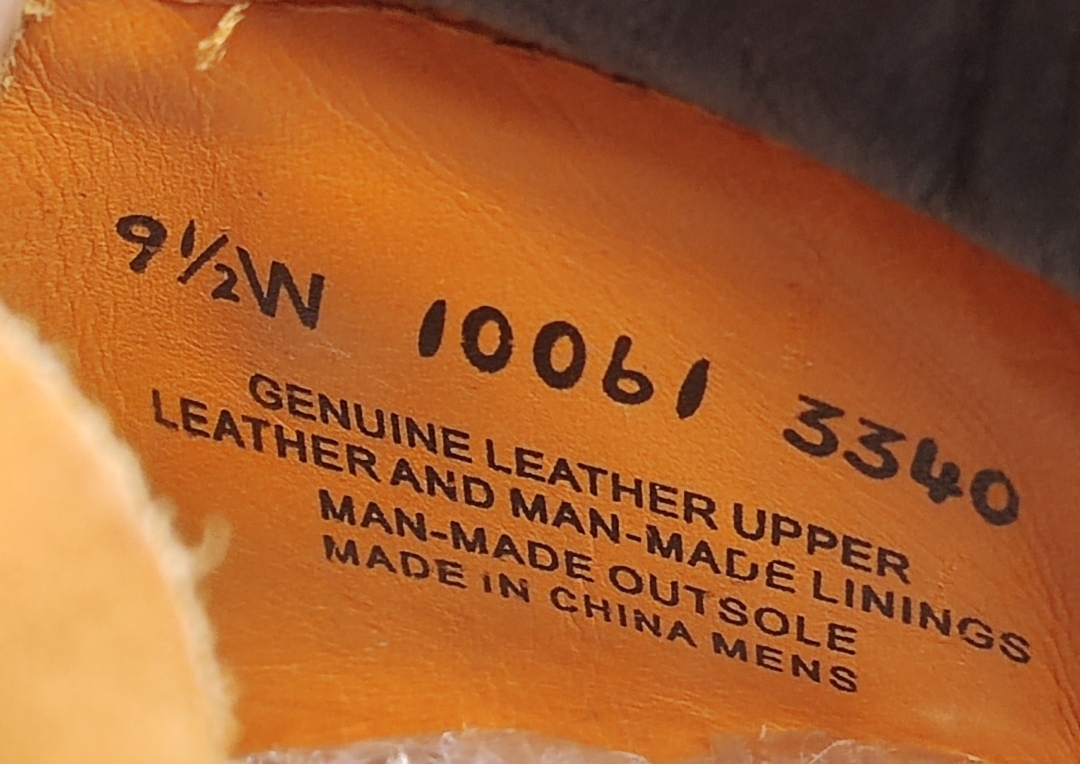 9½W 10061 3340
GENUINE LEATHER UPPER
LEATHER AND MAN-MADE LININGS
MAN-MADE OUTSOLE
MADE IN CHINA MENS